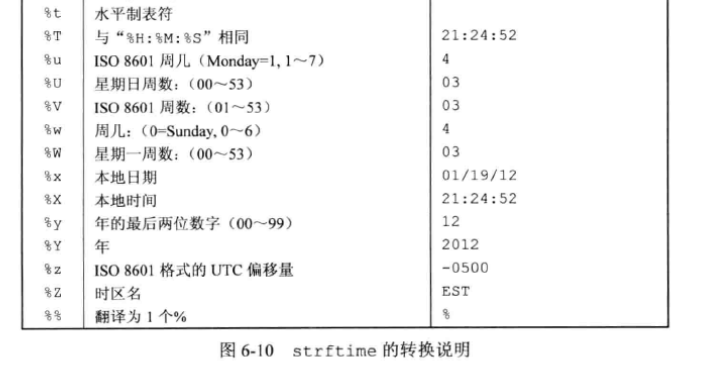 %t 水平制表符
%T 与“%H:%M:%S”相同 21:24:52
%u ISO 8601 周几（Monday=1, 1～7） 4
%U 星期日周数：（00～53） 03
%V ISO 8601 周数：（01～53） 03
%w 周几：（0=Sunday, 0～6） 4
%W 星期一周数：（00～53） 03
%x 本地日期 01/19/12
%X 本地时间 21:24:52
%y 年的最后两位数字（00～99） 12
%Y 年 2012
%z ISO 8601 格式的 UTC 偏移量 -0500
%Z 时区名 EST
%% 翻译为 1 个% %
图 6-10 strftime 的转换说明